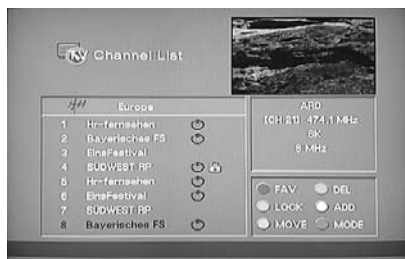 TV Channel List
Europe
1 Hr-fernsehen
2 Bayerisches FS
3 EinsFestival
4 SÜDWEST RP
5 Hr-fernsehen
6 EinsFestival
7 SÜDWEST RP
8 Bayerisches FS
ARD
[CH 21] 474.1 MHz
8K
8 MHz
FAV DEL
LOCK ADD
MOVE MODE